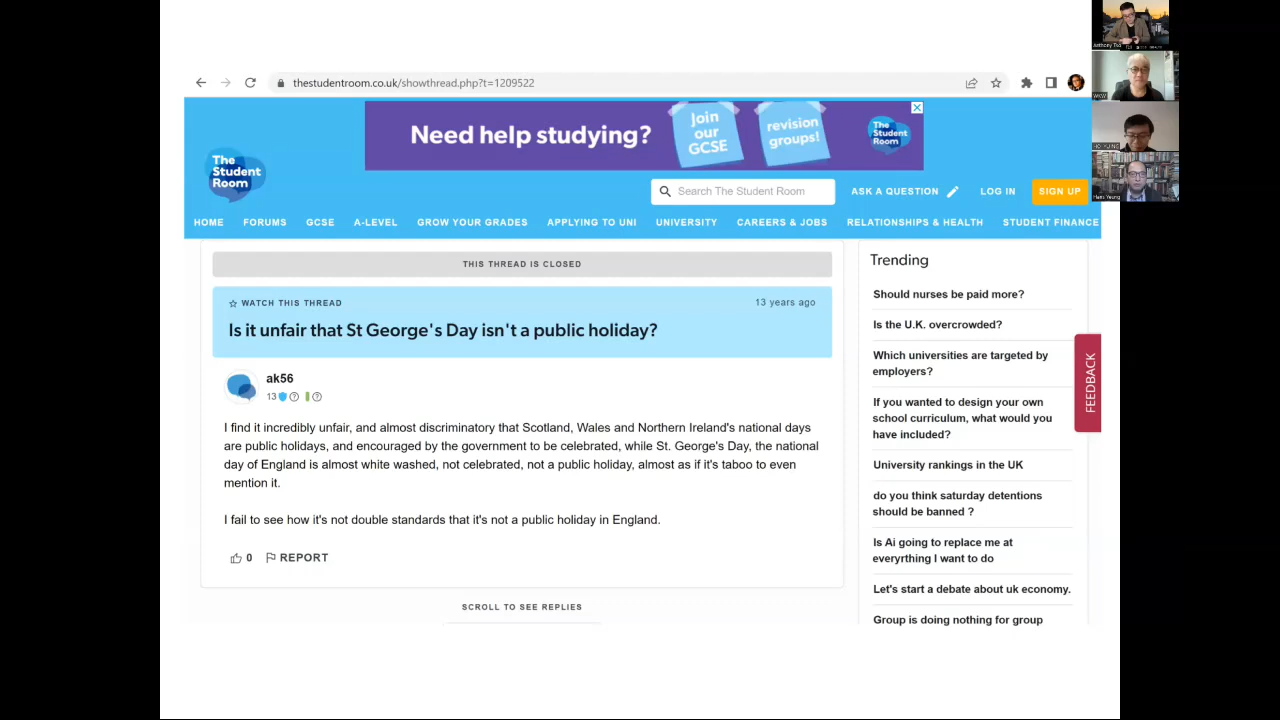 thestudentroom.co.uk/showthread.php?t=1209522
Need help studying?
Join
our
GCSE
revision
groups!
The
Student
Room
The
Student
Room
Search The Student Room
ASK A QUESTION
LOG IN
SIGN UP
HOME
FORUMS
GCSE
A-LEVEL
GROW YOUR GRADES
APPLYING TO UNI
UNIVERSITY
CAREERS & JOBS
RELATIONSHIPS & HEALTH
STUDENT FINANCE
THIS THREAD IS CLOSED
WATCH THIS THREAD
13 years ago
Is it unfair that St George's Day isn't a public holiday?
ak56
13
I find it incredibly unfair, and almost discriminatory that Scotland, Wales and Northern Ireland's national days
are public holidays, and encouraged by the government to be celebrated, while St. George's Day, the national
day of England is almost white washed, not celebrated, not a public holiday, almost as if it's taboo to even
mention it.
I fail to see how it's not double standards that it's not a public holiday in England.
0
REPORT
SCROLL TO SEE REPLIES
Trending
Should nurses be paid more?
Is the U.K. overcrowded?
Which universities are targeted by
employers?
If you wanted to design your own
school curriculum, what would you
have included?
University rankings in the UK
do you think saturday detentions
should be banned ?
Is Ai going to replace me at
everyrthing I want to do
Let's start a debate about uk economy.
Group is doing nothing for group
FEEDBACK
WKW
Hans Yeung